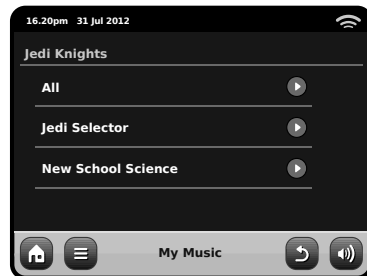 16.20pm 31 Jul 2012
Jedi Knights
All
Jedi Selector
New School Science
My Music